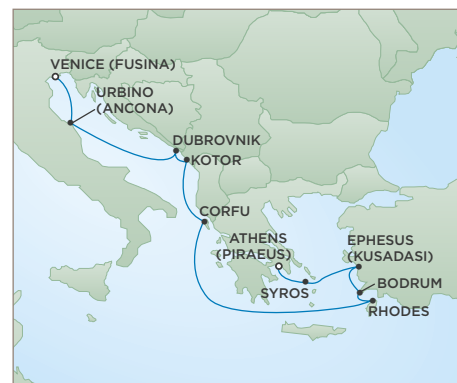 VENICE (FUSINA)
URBINO
(ANCONA)
DUBROVNIK
KOTOR
CORFU
ATHENS
(PIRAEUS)
EPHESUS
(KUSADASI)
SYROS
BODRUM
RHODES